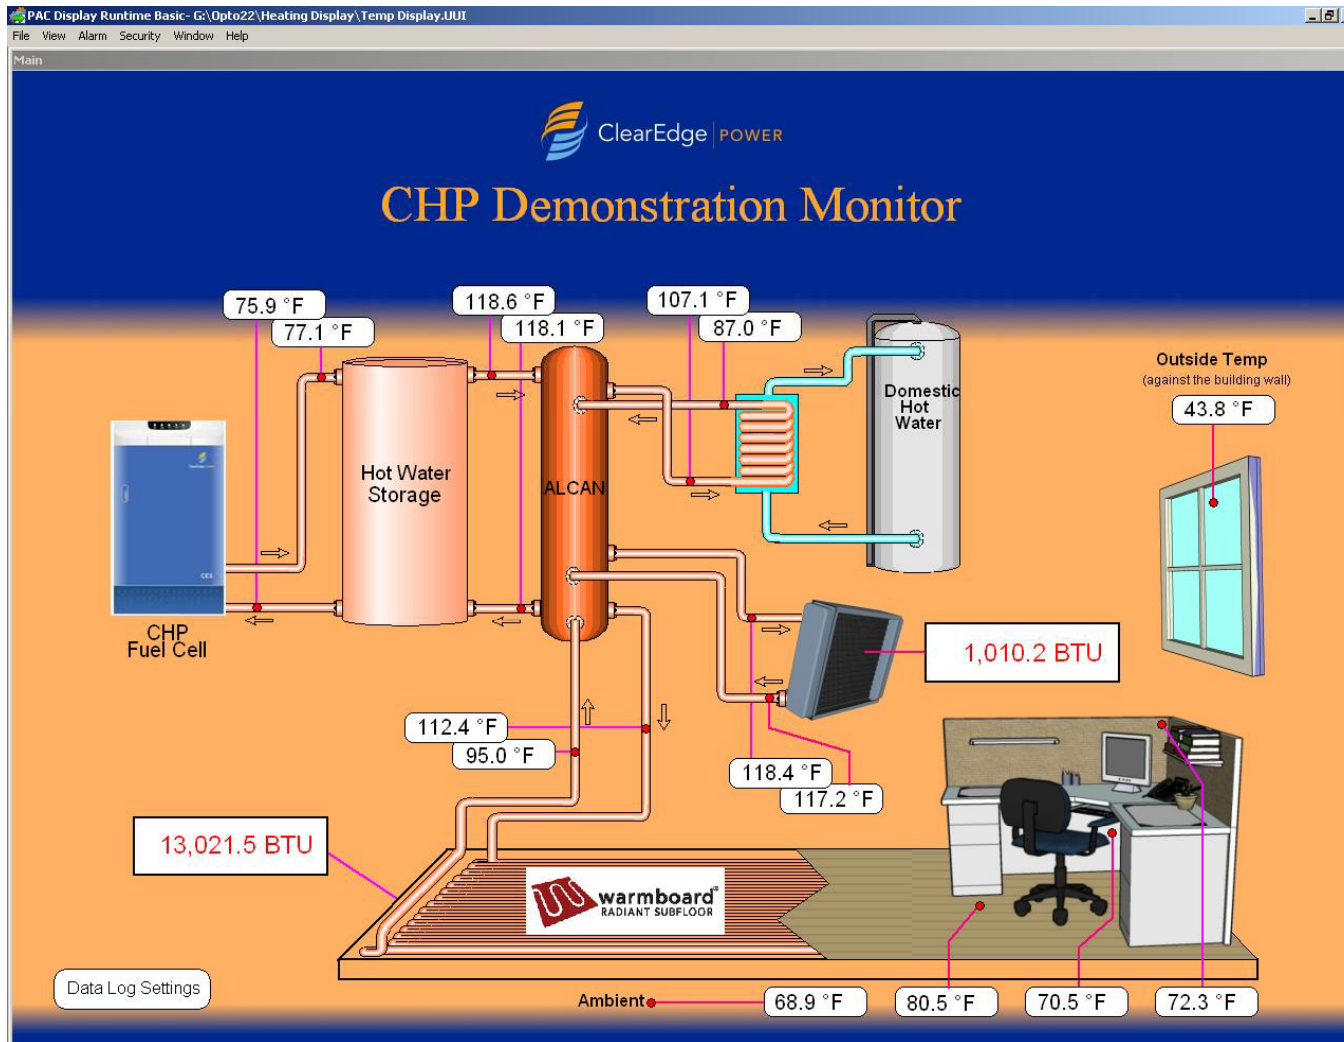 PAC Display Runtime Basic- G:\Opto22\Heating Display\Temp Display.UUI
File View Alarm Security Window Help
Main
ClearEdge | POWER
CHP Demonstration Monitor
75.9 °F
77.1 °F
118.6 °F
118.1 °F
107.1 °F
87.0 °F
Outside Temp
(against the building wall)
43.8 °F
Domestic
Hot
Water
Hot Water
Storage
ALCAN
CHP
Fuel Cell
1,010.2 BTU
112.4 °F
95.0 °F
118.4 °F
117.2 °F
13,021.5 BTU
warmboard
RADIANT SUBFLOOR
Data Log Settings
Ambient
68.9 °F
80.5 °F
70.5 °F
72.3 °F